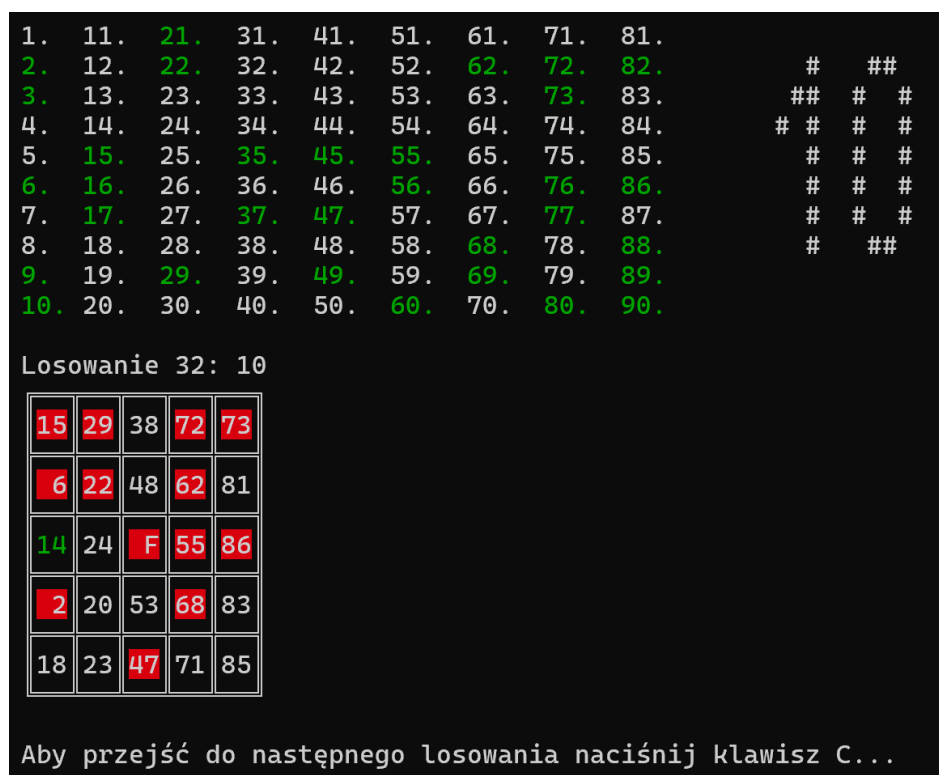 1. 11. 21. 31. 41. 51. 61. 71. 81.
2. 12. 22. 32. 42. 52. 62. 72. 82. # ##
3. 13. 23. 33. 43. 53. 63. 73. 83. ## # #
4. 14. 24. 34. 44. 54. 64. 74. 84. # # # #
5. 15. 25. 35. 45. 55. 65. 75. 85. # # #
6. 16. 26. 36. 46. 56. 66. 76. 86. # # #
7. 17. 27. 37. 47. 57. 67. 77. 87. # # #
8. 18. 28. 38. 48. 58. 68. 78. 88. # ##
9. 19. 29. 39. 49. 59. 69. 79. 89.
10. 20. 30. 40. 50. 60. 70. 80. 90.
Losowanie 32: 10
15 29 38 72 73
6 22 48 62 81
14 24 F 55 86
2 20 53 68 83
18 23 47 71 85
Aby przejść do następnego losowania naciśnij klawisz C...